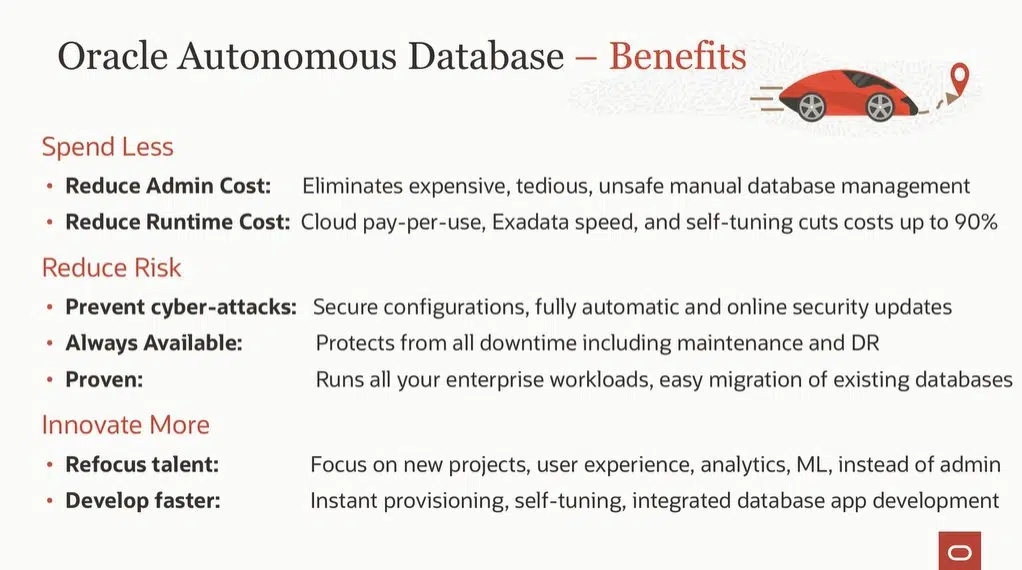 Oracle Autonomous Database – Benefits
Spend Less
• Reduce Admin Cost: Eliminates expensive, tedious, unsafe manual database management
• Reduce Runtime Cost: Cloud pay-per-use, Exadata speed, and self-tuning cuts costs up to 90%
Reduce Risk
• Prevent cyber-attacks: Secure configurations, fully automatic and online security updates
• Always Available: Protects from all downtime including maintenance and DR
• Proven: Runs all your enterprise workloads, easy migration of existing databases
Innovate More
• Refocus talent: Focus on new projects, user experience, analytics, ML, instead of admin
• Develop faster: Instant provisioning, self-tuning, integrated database app development